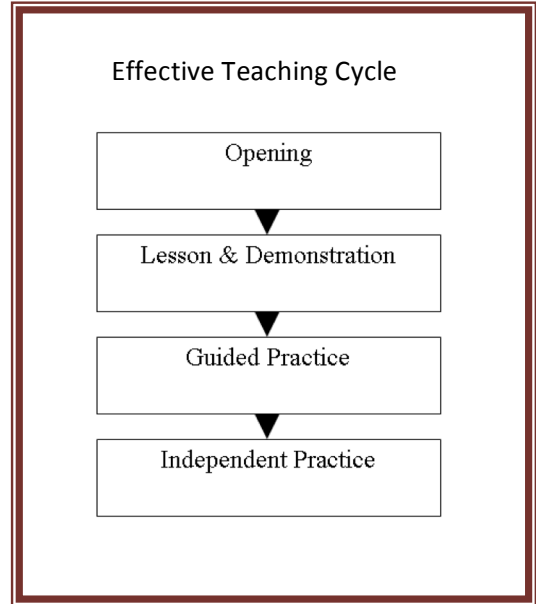 Effective Teaching Cycle
Opening
Lesson & Demonstration
Guided Practice
Independent Practice